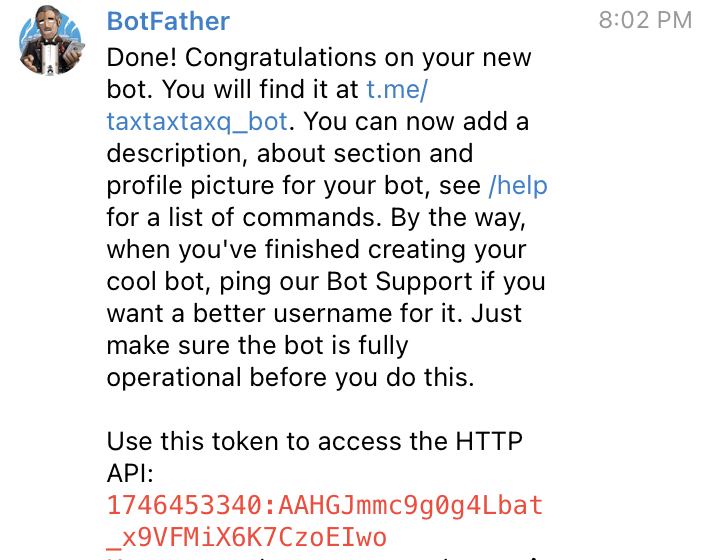 BotFather 8:02 PM
Done! Congratulations on your new
bot. You will find it at t.me/
taxtaxtaxq_bot. You can now add a
description, about section and
profile picture for your bot, see /help
for a list of commands. By the way,
when you've finished creating your
cool bot, ping our Bot Support if you
want a better username for it. Just
make sure the bot is fully
operational before you do this.
Use this token to access the HTTP
API:
1746453340:AAHGJmmc9g0g4Lbat
_x9VFMiX6K7CzoEIwo